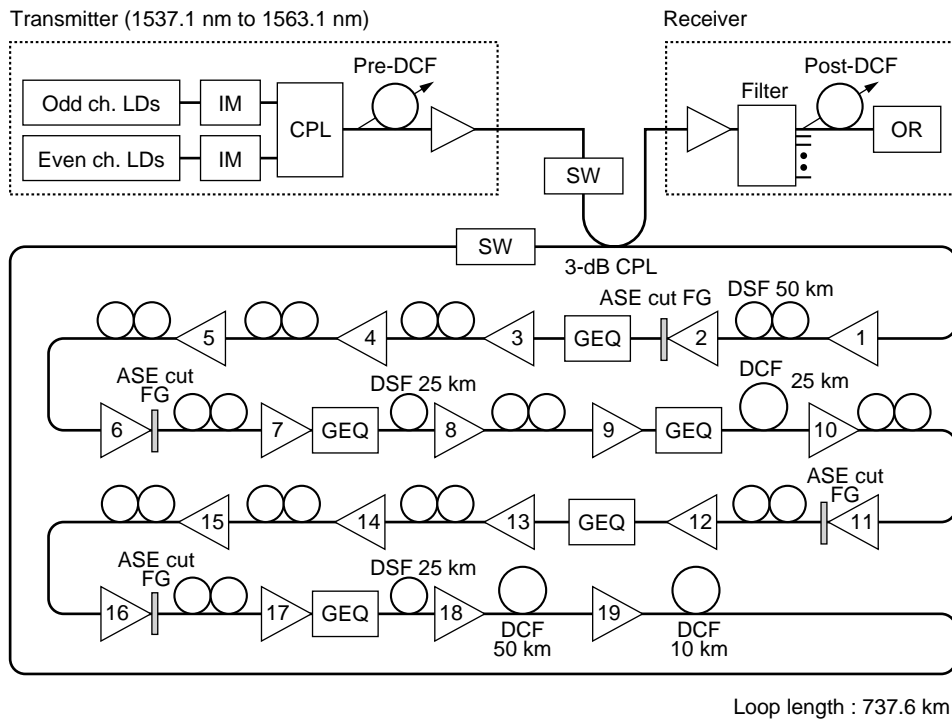 Transmitter (1537.1 nm to 1563.1 nm)
Receiver
Pre-DCF
Post-DCF
Filter
Odd ch. LDs
IM
CPL
OR
Even ch. LDs
IM
SW
SW
3-dB CPL
ASE cut FG
DSF 50 km
5
4
3
GEQ
2
1
ASE cut
FG
DSF 25 km
DCF
25 km
6
7
GEQ
8
9
GEQ
10
ASE cut
FG
15
14
13
GEQ
12
11
ASE cut
FG
DSF 25 km
16
17
GEQ
18
19
DCF
50 km
DCF
10 km
Loop length : 737.6 km